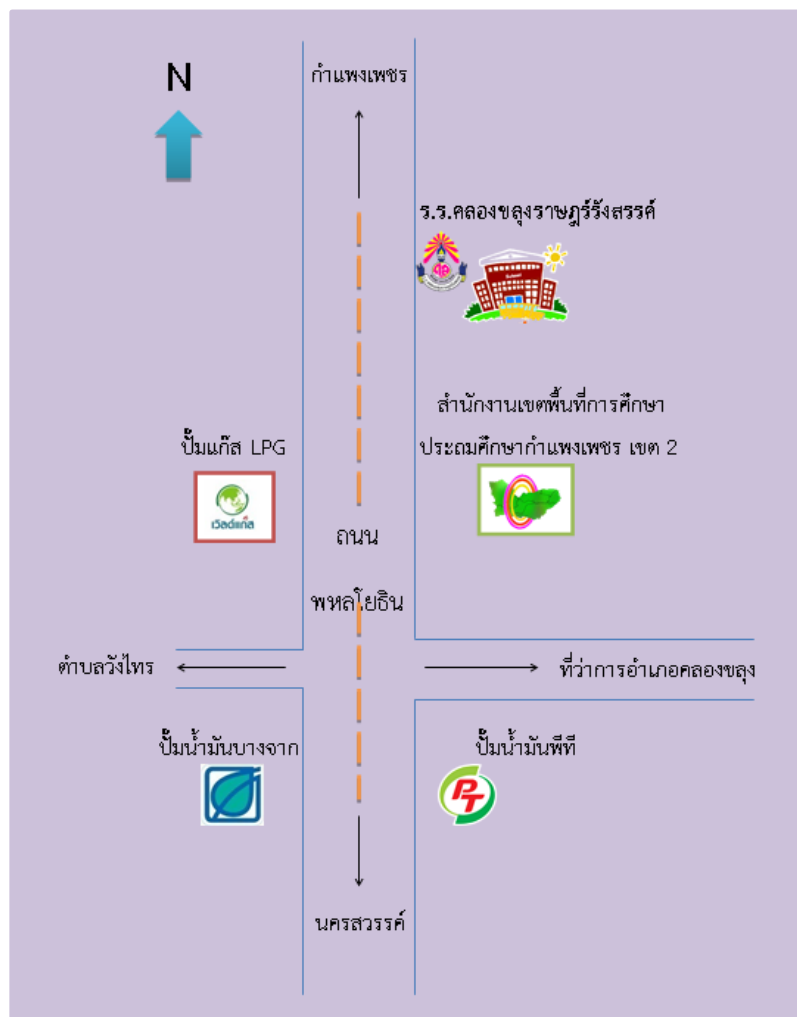 N
กำแพงเพชร
ร.ร.คลองขลุงราษฎร์รังสรรค์
School
สำนักงานเขตพื้นที่การศึกษา
ประถมศึกษากำแพงเพชร เขต 2
ปั๊มแก๊ส LPG
เวิลด์แก๊ส
ถนน
พหลโยธิน
ตำบลวังไทร
ที่ว่าการอำเภอคลองขลุง
ปั๊มน้ำมันบางจาก
ปั๊มน้ำมันพีที
PT
นครสวรรค์